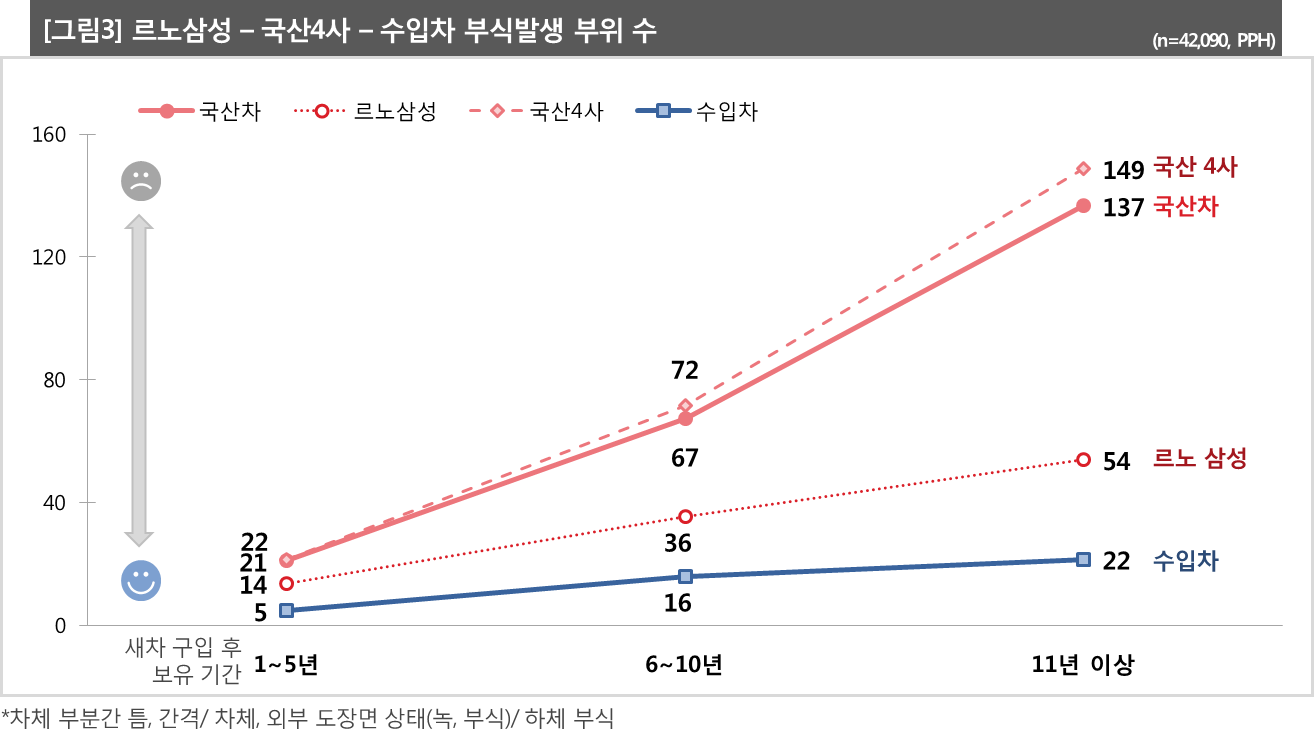 [그림3] 르노삼성 – 국산4사 – 수입차 부식발생 부위 수
(n=42,090, PPH)
국산차 르노삼성 국산4사 수입차
160
149 국산 4사
137 국산차
120
80
72
67
54 르노 삼성
40
36
22
21
14
5
16
22 수입차
0
새차 구입 후
보유 기간
1~5년 6~10년 11년 이상
*차체 부분간 틈, 간격/ 차체, 외부 도장면 상태(녹, 부식)/ 하체 부식